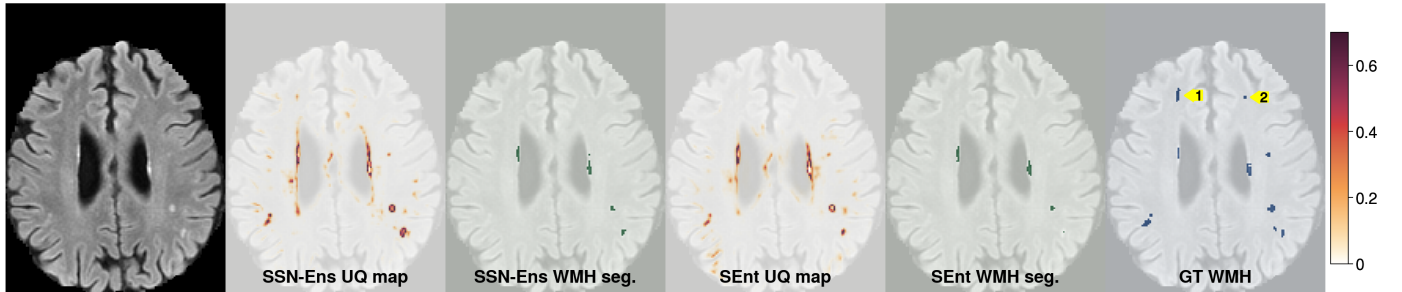 1
2
0.6
0.4
0.2
0
SSN-Ens UQ map
SSN-Ens WMH seg.
SEnt UQ map
SEnt WMH seg.
GT WMH